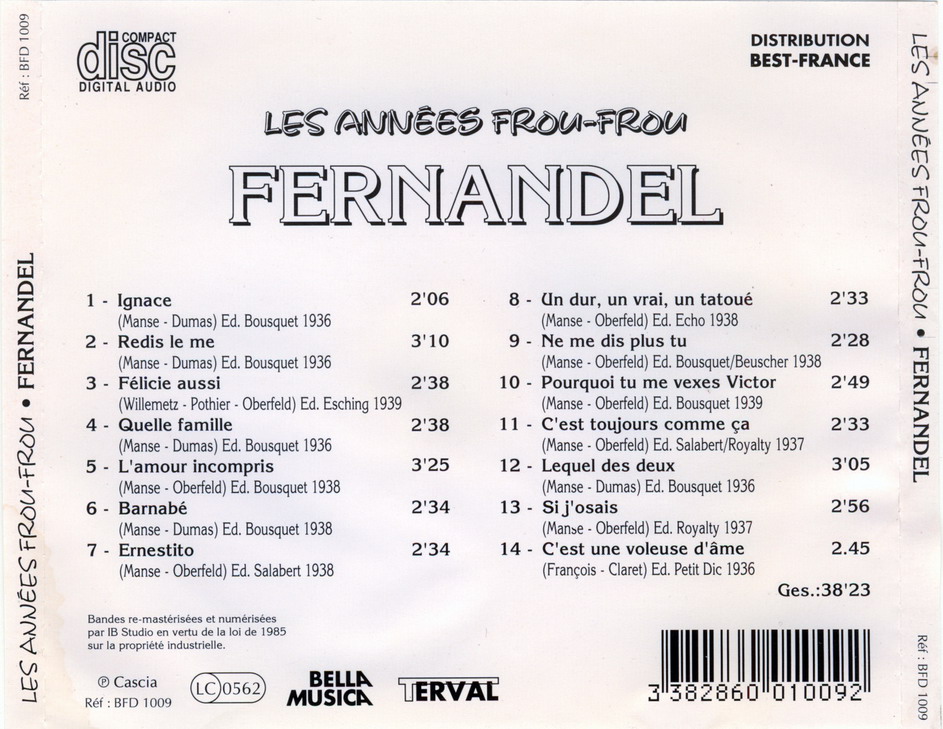 Réf : BFD 1009
LES ANNÉES FROU-FROU • FERNANDEL
COMPACT
disc
DIGITAL AUDIO
DISTRIBUTION
BEST-FRANCE
LES ANNÉES FROU-FROU
FERNANDEL
1 - Ignace 2'06
(Manse - Dumas) Ed. Bousquet 1936
2 - Redis le me 3'10
(Manse - Dumas) Ed. Bousquet 1936
3 - Félicie aussi 2'38
(Willemetz - Pothier - Oberfeld) Ed. Esching 1939
4 - Quelle famille 2'38
(Manse - Dumas) Ed. Bousquet 1936
5 - L'amour incompris 3'25
(Manse - Oberfeld) Ed. Bousquet 1938
6 - Barnabé 2'34
(Manse - Dumas) Ed. Bousquet 1938
7 - Ernestito 2'34
(Manse - Oberfeld) Ed. Salabert 1938
8 - Un dur, un vrai, un tatoué 2'33
(Manse - Oberfeld) Ed. Echo 1938
9 - Ne me dis plus tu 2'28
(Manse - Oberfeld) Ed. Bousquet/Beuscher 1938
10 - Pourquoi tu me vexes Victor 2'49
(Manse - Oberfeld) Ed. Bousquet 1939
11 - C'est toujours comme ça 2'33
(Manse - Oberfeld) Ed. Salabert/Royalty 1937
12 - Lequel des deux 3'05
(Manse - Dumas) Ed. Bousquet 1936
13 - Si j'osais 2'56
(Manse - Oberfeld) Ed. Royalty 1937
14 - C'est une voleuse d'âme 2.45
(François - Claret) Ed. Petit Dic 1936
Ges.:38'23
Bandes re-mastérisées et numérisées
par IB Studio en vertu de la loi de 1985
sur la propriété industrielle.
℗ Cascia
Réf : BFD 1009
LC 0562
BELLA
MUSICA
TERVAL
3 382860 010092
LES ANNÉES FROU-FROU • FERNANDEL
Réf : BFD 1009